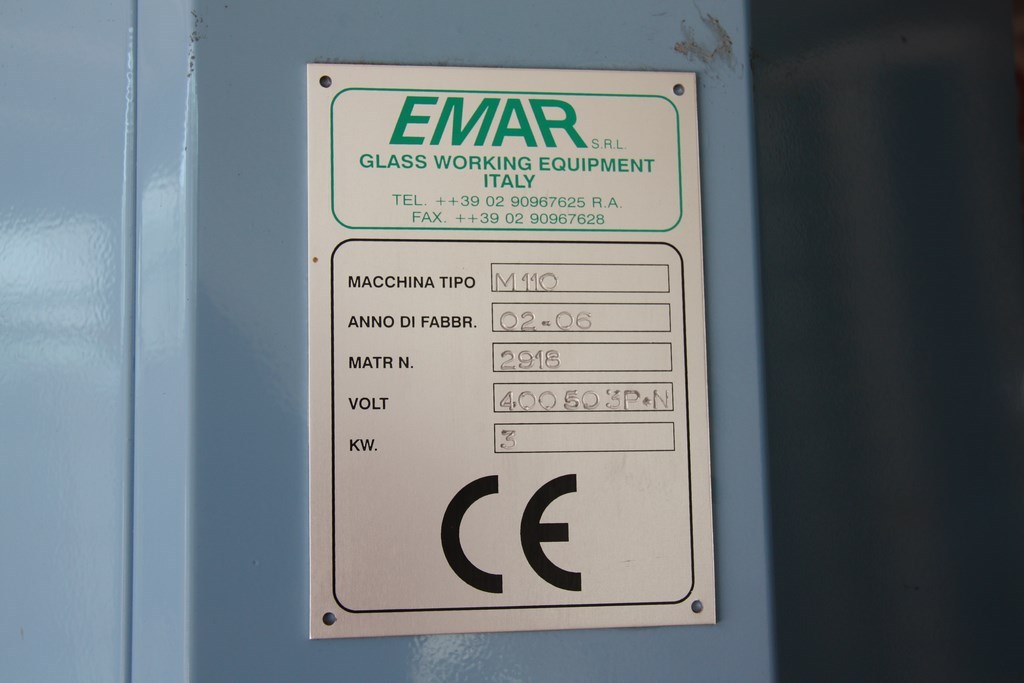 EMAR S.R.L.
GLASS WORKING EQUIPMENT
ITALY
TEL. ++39 02 90967625 R.A.
FAX. ++39 02 90967628
MACCHINA TIPO M110
ANNO DI FABBR. 02-06
MATR N. 2918
VOLT 400 50 3P+N
KW. 3
CE